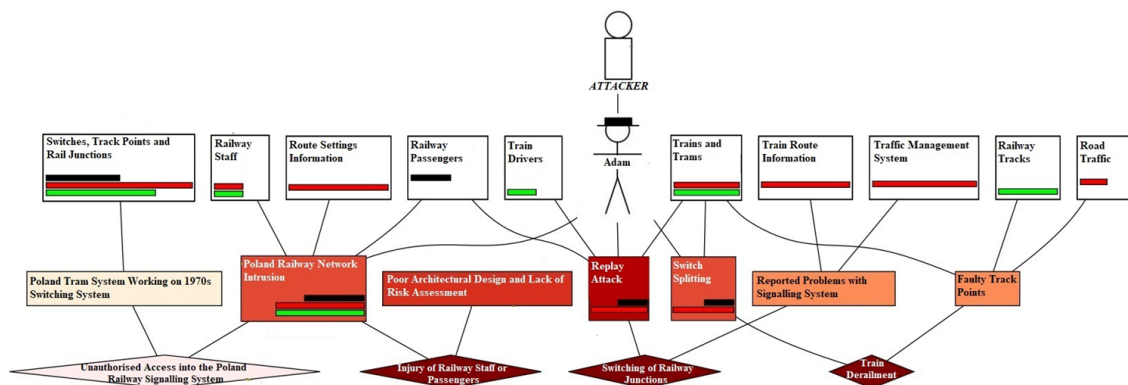 ATTACKER
Adam
Switches, Track Points and
Rail Junctions
Railway
Staff
Route Settings
Information
Railway
Passengers
Train
Drivers
Trains and
Trams
Train Route
Information
Traffic Management
System
Railway
Tracks
Road
Traffic
Poland Tram System Working on 1970s
Switching System
Poland Railway Network
Intrusion
Poor Architectural Design and Lack of
Risk Assessment
Replay
Attack
Switch
Splitting
Reported Problems with
Signalling System
Faulty Track
Points
Unauthorised Access into the Poland
Railway Signalling System
Injury of Railway Staff or
Passengers
Switching of Railway
Junctions
Train
Derailment